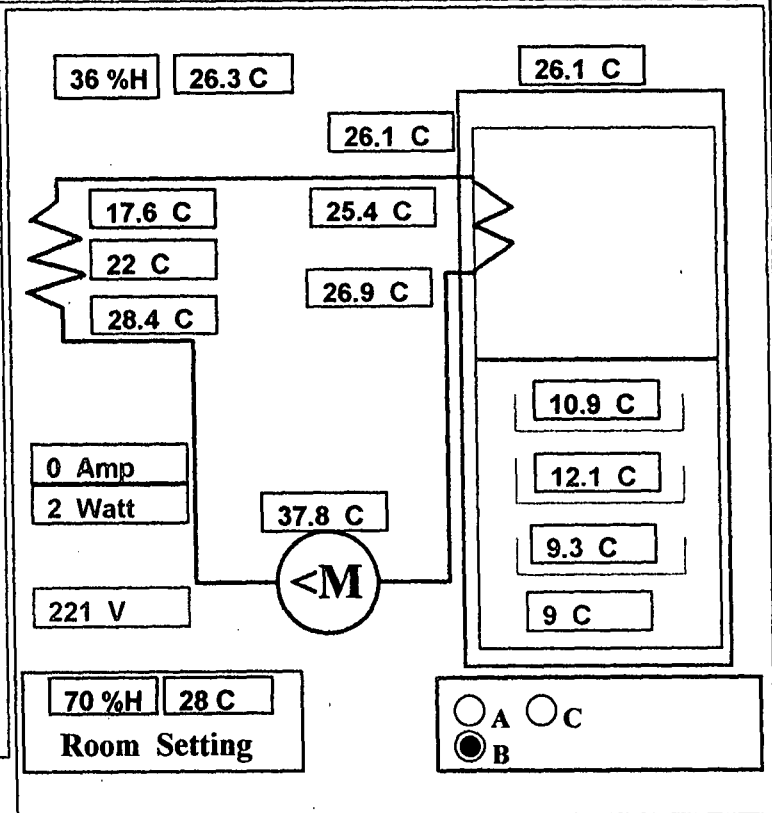 36 %H 26.3 C
26.1 C
26.1 C
17.6 C
25.4 C
22 C
26.9 C
28.4 C
10.9 C
0 Amp
12.1 C
2 Watt
37.8 C
9.3 C
<M
221 V
9 C
70 %H 28 C
Room Setting
A C
B